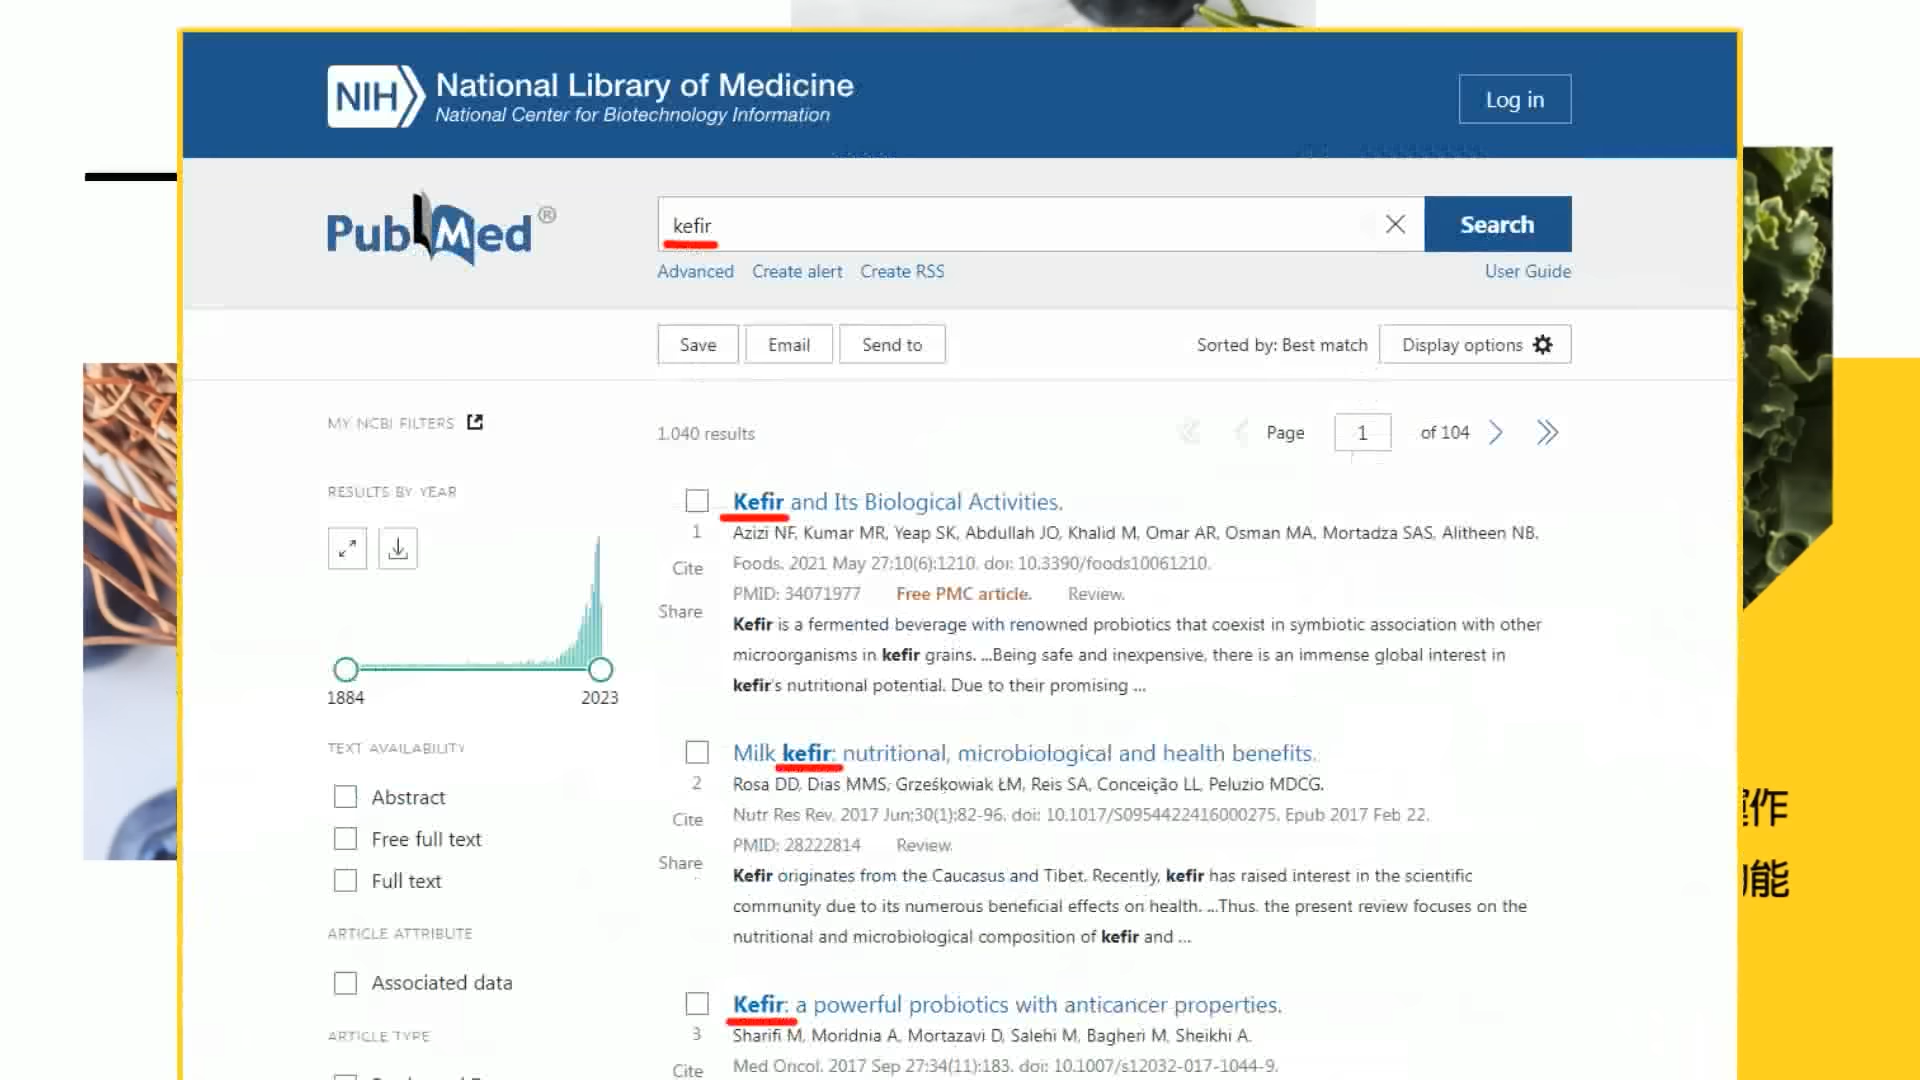 NIH National Library of Medicine
National Center for Biotechnology Information
Log in
PubMed®
kefir
Search
Advanced Create alert Create RSS
User Guide
Save Email Send to
Sorted by: Best match Display options
MY NCBI FILTERS
1,040 results
Page 1 of 104
RESULTS BY YEAR
1884 2023
TEXT AVAILABILITY
Abstract
Free full text
Full text
ARTICLE ATTRIBUTE
Associated data
ARTICLE TYPE
Kefir and Its Biological Activities.
1
Azizi NF, Kumar MR, Yeap SK, Abdullah JO, Khalid M, Omar AR, Osman MA, Mortadza SAS, Alitheen NB.
Cite
Foods. 2021 May 27;10(6):1210. doi: 10.3390/foods10061210.
PMID: 34071977 Free PMC article. Review.
Share
Kefir is a fermented beverage with renowned probiotics that coexist in symbiotic association with other
microorganisms in kefir grains. ...Being safe and inexpensive, there is an immense global interest in
kefir's nutritional potential. Due to their promising ...
Milk kefir: nutritional, microbiological and health benefits.
2
Rosa DD, Dias MMS, Grześkowiak ŁM, Reis SA, Conceição LL, Peluzio MDCG.
Cite
Nutr Res Rev. 2017 Jun;30(1):82-96. doi: 10.1017/S0954422416000275. Epub 2017 Feb 22.
PMID: 28222814 Review.
Share
Kefir originates from the Caucasus and Tibet. Recently, kefir has raised interest in the scientific
community due to its numerous beneficial effects on health. ...Thus, the present review focuses on the
nutritional and microbiological composition of kefir and ...
Kefir: a powerful probiotics with anticancer properties.
3
Sharifi M, Moridnia A, Mortazavi D, Salehi M, Bagheri M, Sheikhi A.
Cite
Med Oncol. 2017 Sep 27;34(11):183. doi: 10.1007/s12032-017-1044-9.
作
能